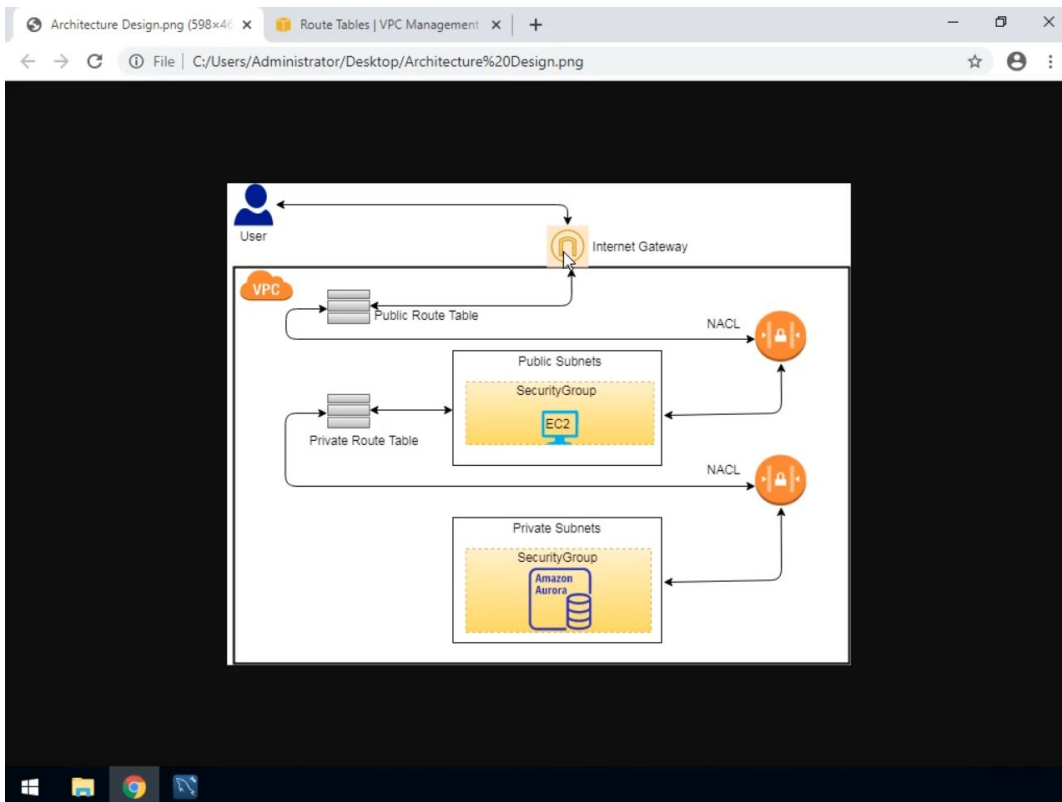 Architecture Design.png (598×46
Route Tables | VPC Management
File | C:/Users/Administrator/Desktop/Architecture%20Design.png
User
Internet Gateway
VPC
Public Route Table
NACL
Public Subnets
SecurityGroup
EC2
Private Route Table
NACL
Private Subnets
SecurityGroup
Amazon
Aurora